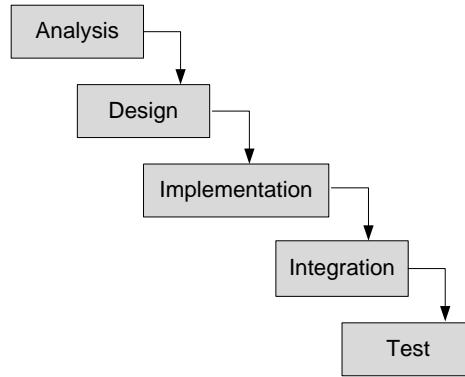 Analysis
Design
Implementation
Integration
Test